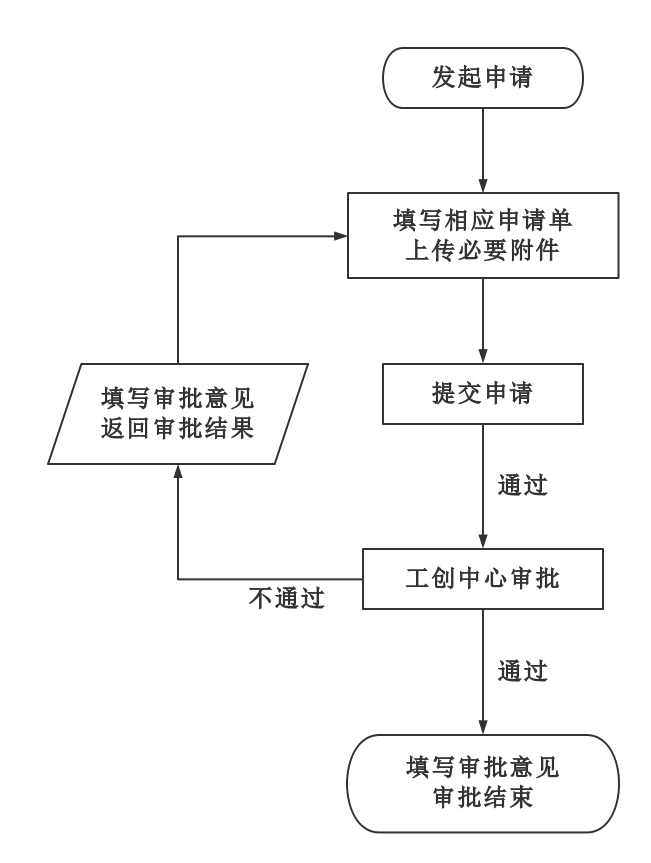 发起申请
填写相应申请单
上传必要附件
填写审批意见
返回审批结果
提交申请
通过
工创中心审批
不通过
通过
填写审批意见
审批结束